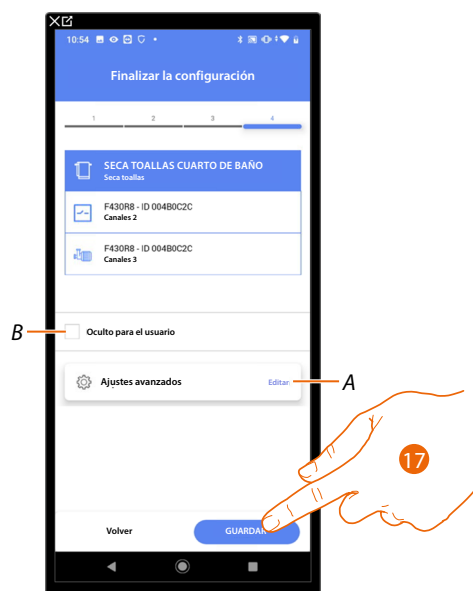 10:54
Finalizar la configuración
1 2 3 4
SECA TOALLAS CUARTO DE BAÑO
Seca toallas
F430R8 - ID 004B0C2C
Canales 2
F430R8 - ID 004B0C2C
Canales 3
B
Oculto para el usuario
Ajustes avanzados
Editar
A
17
Volver
GUARDAR